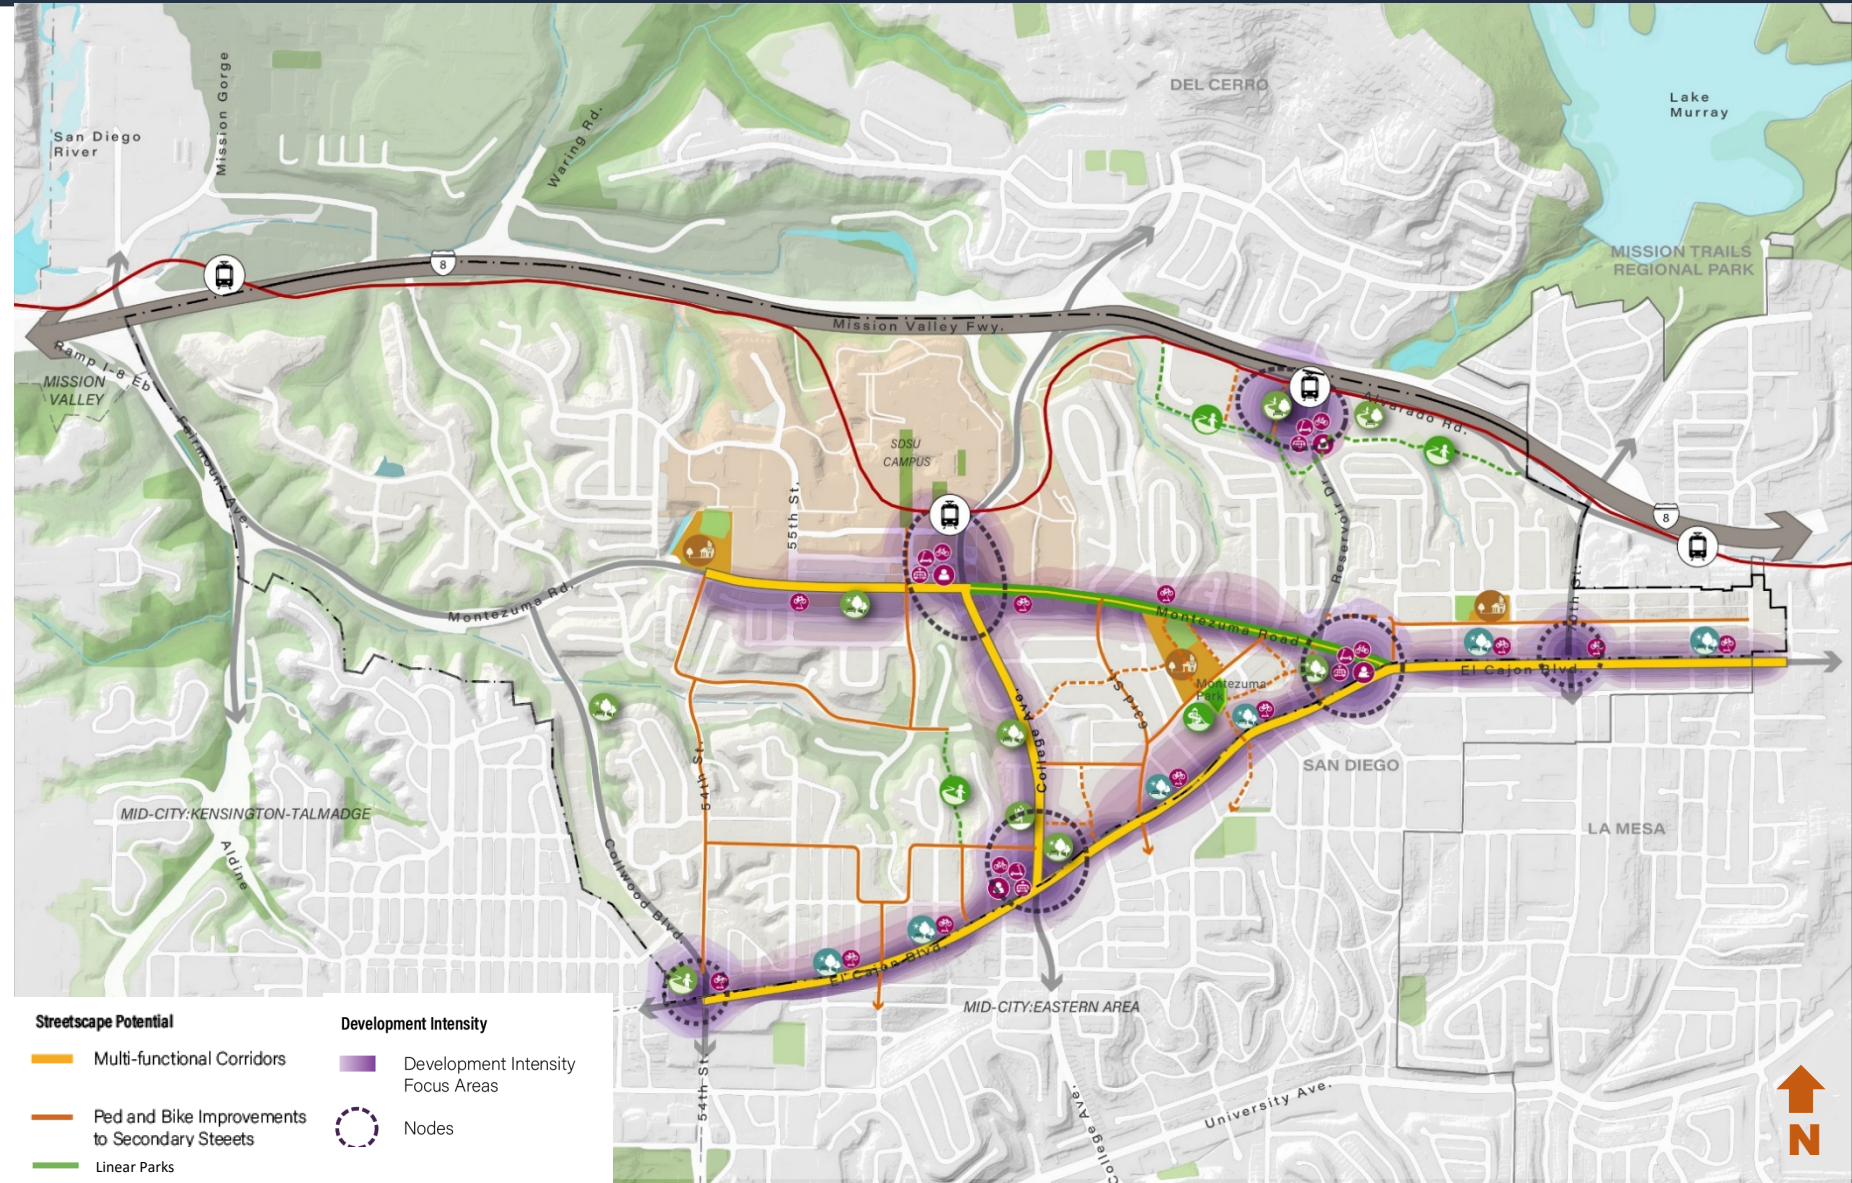 DEL CERRO
Lake
Murray
Mission Gorge
San Diego
River
Waring Rd.
MISSION TRAILS
REGIONAL PARK
8
Mission Valley Fwy.
Ramp I-8 Eb
MISSION
VALLEY
Fairmount Ave.
Alvarado Rd.
SDSU
CAMPUS
55th St.
Reservoir Dr.
8
70th St.
Montezuma Rd.
Montezuma Road
El Cajon Blvd.
63rd St.
Montezuma
Park
College Ave.
54th St.
SAN DIEGO
MID-CITY:KENSINGTON-TALMADGE
LA MESA
Aldine
Collwood Blvd.
El Cajon Blvd.
MID-CITY:EASTERN AREA
54th St.
College Ave.
University Ave.
Streetscape Potential
Multi-functional Corridors
Ped and Bike Improvements
to Secondary Steeets
Linear Parks
Development Intensity
Development Intensity
Focus Areas
Nodes
N